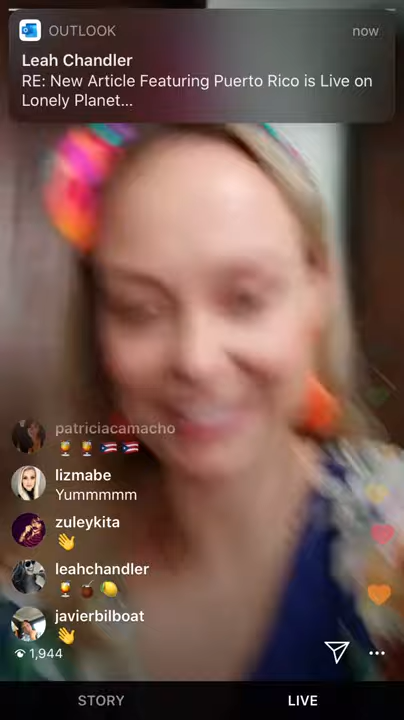 OUTLOOK
now
Leah Chandler
RE: New Article Featuring Puerto Rico is Live on
Lonely Planet...
patriciacamacho
🍹🍹🇵🇷🇵🇷
lizmabe
Yummmmm
zuleykita
👋
leahchandler
🍹🧉🍋
javierbilboat
👋
1,944
STORY
LIVE